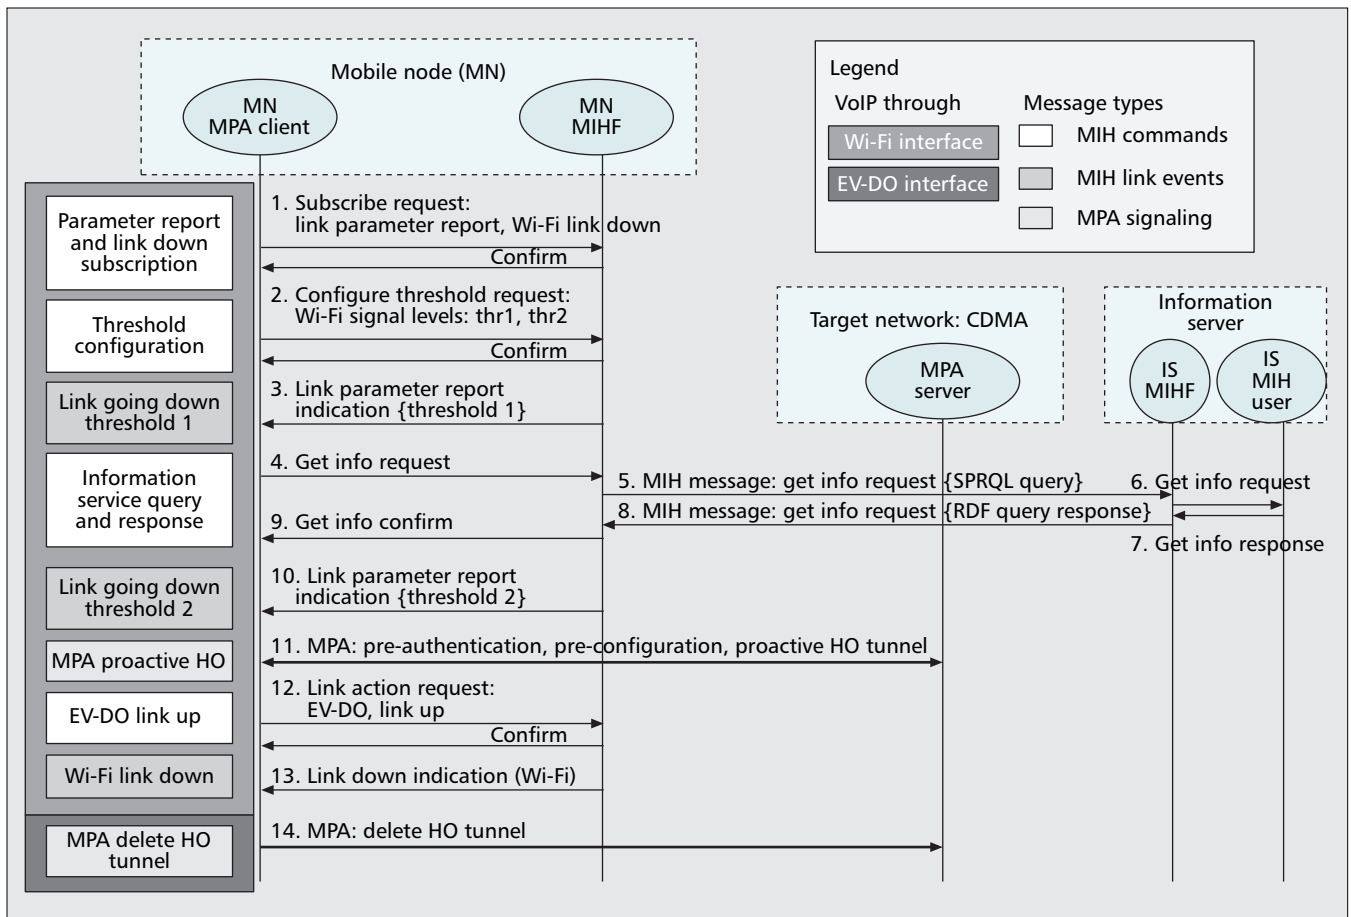 Mobile node (MN)
MN
MPA client
MN
MIHF
Legend
VoIP through
Wi-Fi interface
EV-DO interface
Message types
MIH commands
MIH link events
MPA signaling
Target network: CDMA
MPA
server
Information
server
IS
MIHF
IS
MIH
user
Parameter report
and link down
subscription
1. Subscribe request:
link parameter report, Wi-Fi link down
Confirm
Threshold
configuration
2. Configure threshold request:
Wi-Fi signal levels: thr1, thr2
Confirm
Link going down
threshold 1
3. Link parameter report
indication {threshold 1}
Information
service query
and response
4. Get info request
5. MIH message: get info request {SPRQL query}
6. Get info request
8. MIH message: get info request {RDF query response}
7. Get info response
9. Get info confirm
Link going down
threshold 2
10. Link parameter report
indication {threshold 2}
MPA proactive HO
11. MPA: pre-authentication, pre-configuration, proactive HO tunnel
EV-DO link up
12. Link action request:
EV-DO, link up
Confirm
Wi-Fi link down
13. Link down indication (Wi-Fi)
MPA delete HO
tunnel
14. MPA: delete HO tunnel